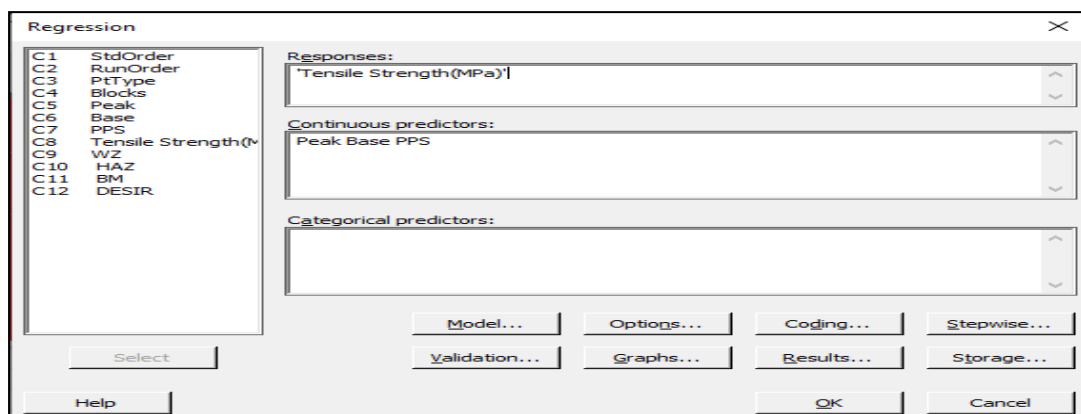 Regression
C1 StdOrder
C2 RunOrder
C3 PtType
C4 Blocks
C5 Peak
C6 Base
C7 PPS
C8 Tensile Strength(M
C9 WZ
C10 HAZ
C11 BM
C12 DESIR
Responses:
'Tensile Strength(MPa)'
Continuous predictors:
Peak Base PPS
Categorical predictors:
Model... Options... Coding... Stepwise...
Select Validation... Graphs... Results... Storage...
Help OK Cancel